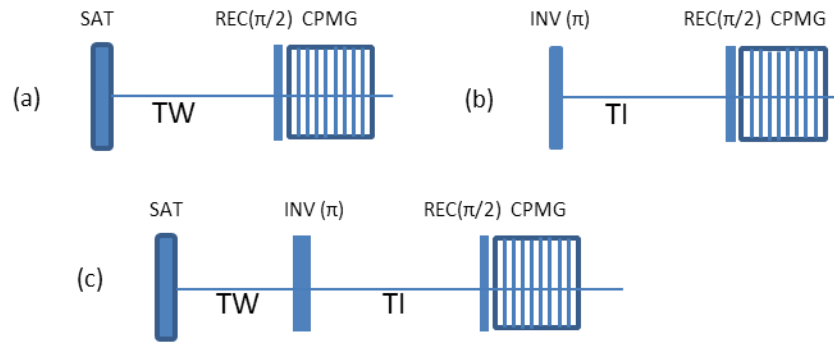 SAT REC(π/2) CPMG
(a) TW
INV (π) REC(π/2) CPMG
(b) TI
SAT INV (π) REC(π/2) CPMG
(c) TW TI